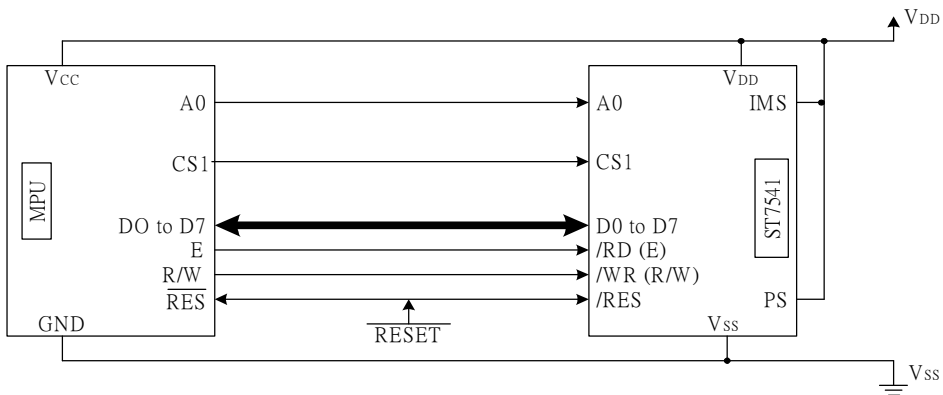 VDD
VCC
VDD
A0
A0
IMS
CS1
CS1
MPU
ST7541
DO to D7
D0 to D7
E
/RD (E)
R/W
/WR (R/W)
RES
/RES
PS
GND
RESET
VSS
VSS